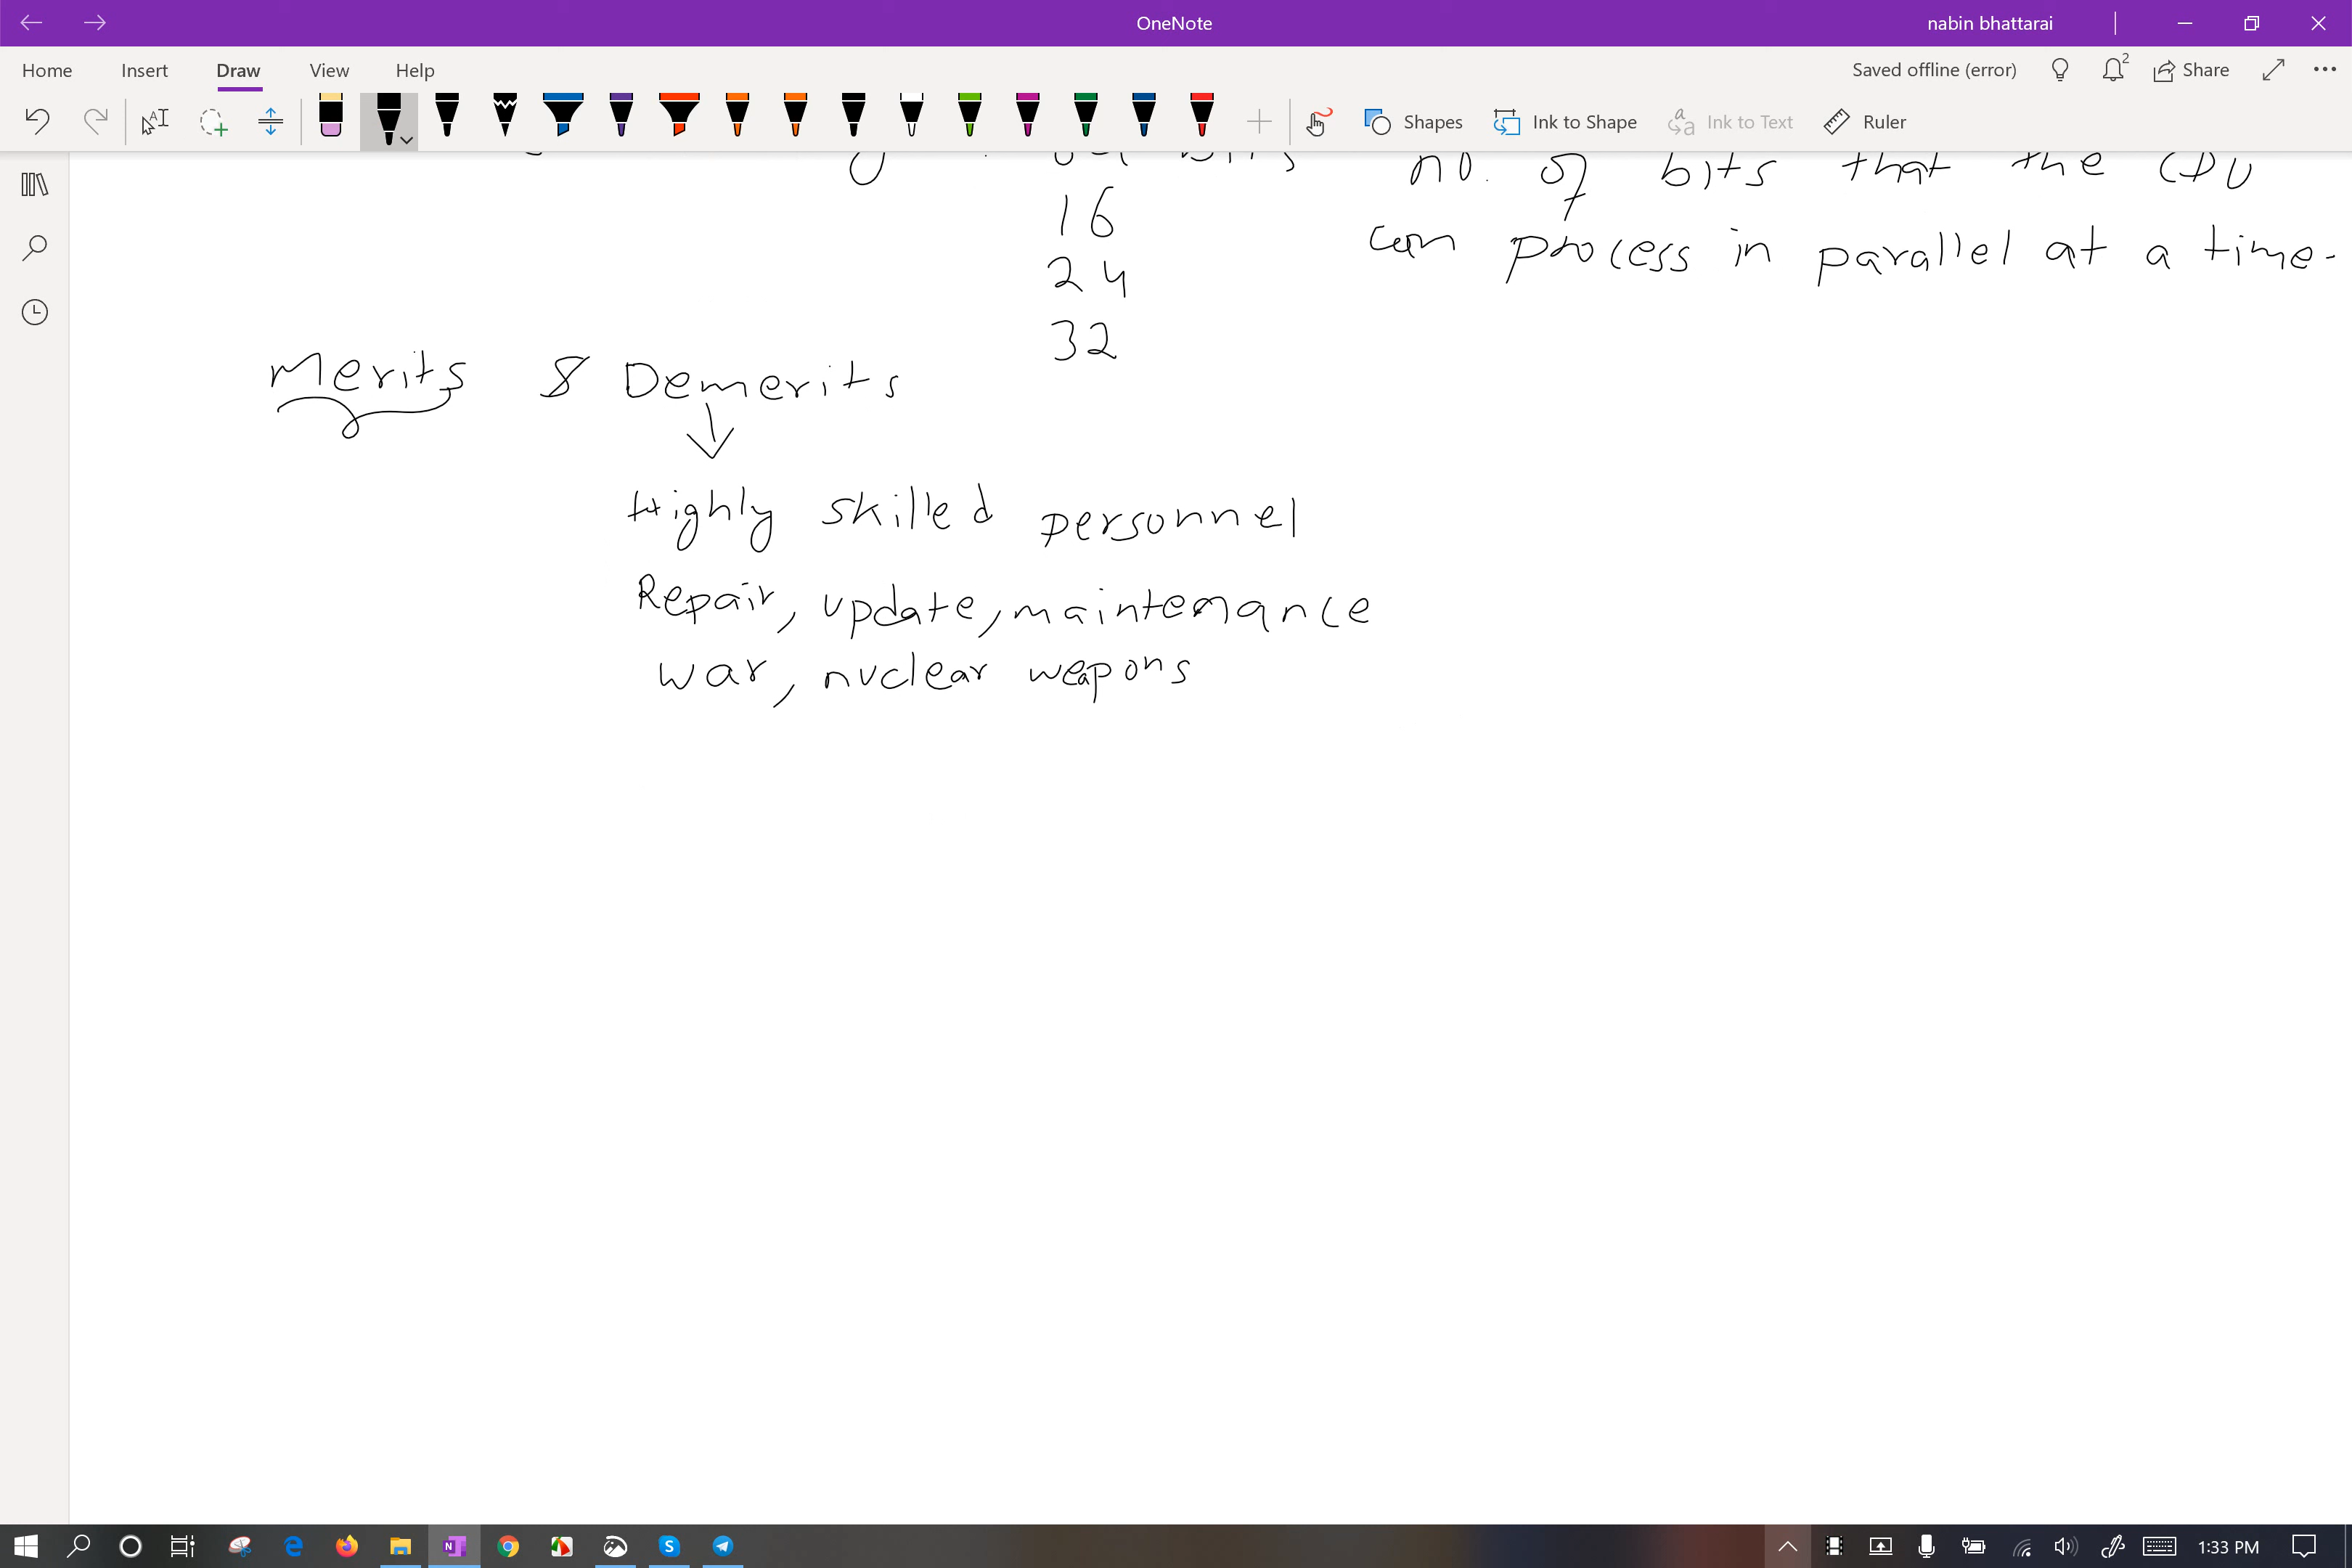 OneNote
nabin bhattarai
Home Insert Draw View Help
Saved offline (error) 2 Share
Shapes Ink to Shape Ink to Text Ruler
bits
no. of bits that the CPU
16
can process in parallel at a time.
24
32
Merits & Demerits
Highly skilled personnel
Repair, update, maintenance
war, nuclear weapons
1:33 PM